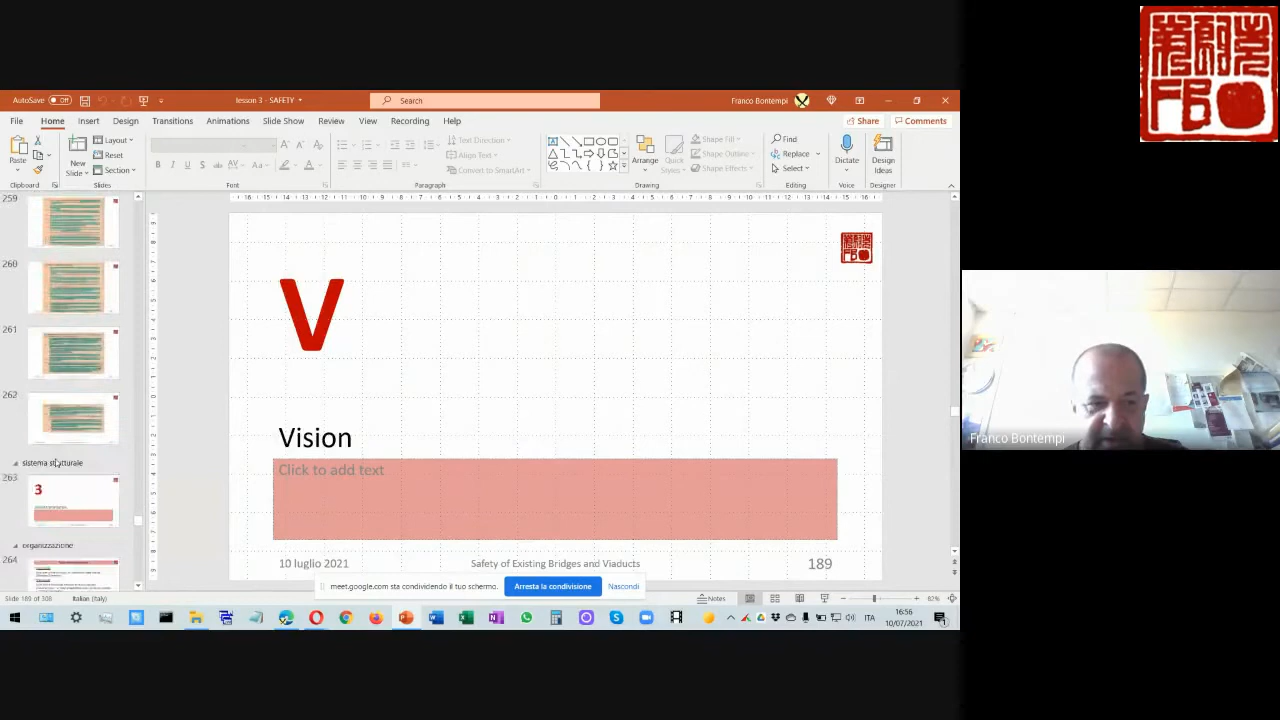 AutoSave Off
lesson 3 - SAFETY
Search
Franco Bontempi
File Home Insert Design Transitions Animations Slide Show Review View Recording Help
Share Comments
Paste
Clipboard
New Slide
Layout
Reset
Section
Slides
Font
Text Direction
Align Text
Convert to SmartArt
Paragraph
Arrange
Quick Styles
Shape Fill
Shape Outline
Shape Effects
Drawing
Find
Replace
Select
Editing
Dictate
Voice
Design Ideas
Designer
259
260
261
262
sistema strutturale
263
3
organizzazione
264
V
Vision
Click to add text
10 luglio 2021 Safety of Existing Bridges and Viaducts 189
meet.google.com sta condividendo il tuo schermo. Arresta la condivisione Nascondi
Slide 189 of 308 Italian (Italy) Notes 62%
ITA 16:56
10/07/2021
FB
Franco Bontempi